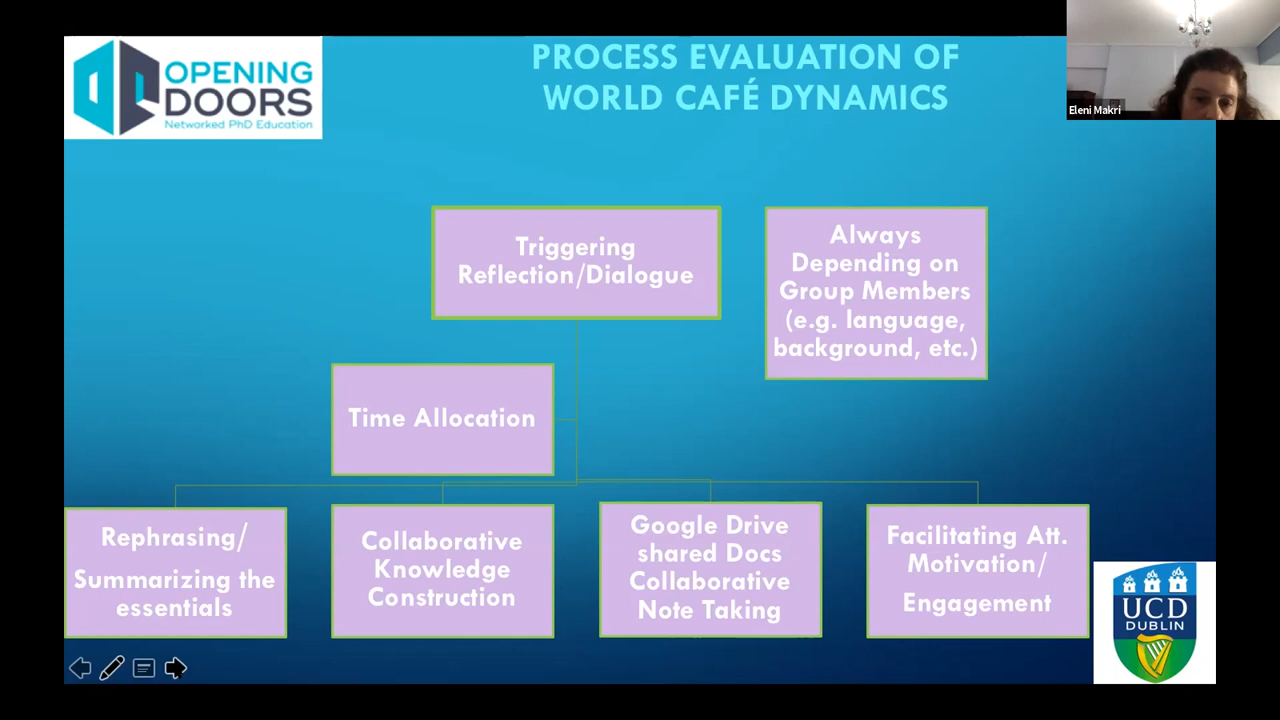 OPENING
DOORS
Networked PhD Education
PROCESS EVALUATION OF
WORLD CAFÉ DYNAMICS
Eleni Makri
Triggering
Reflection/Dialogue
Always
Depending on
Group Members
(e.g. language,
background, etc.)
Time Allocation
Rephrasing/
Summarizing the
essentials
Collaborative
Knowledge
Construction
Google Drive
shared Docs
Collaborative
Note Taking
Facilitating Att.
Motivation/
Engagement
UCD
DUBLIN